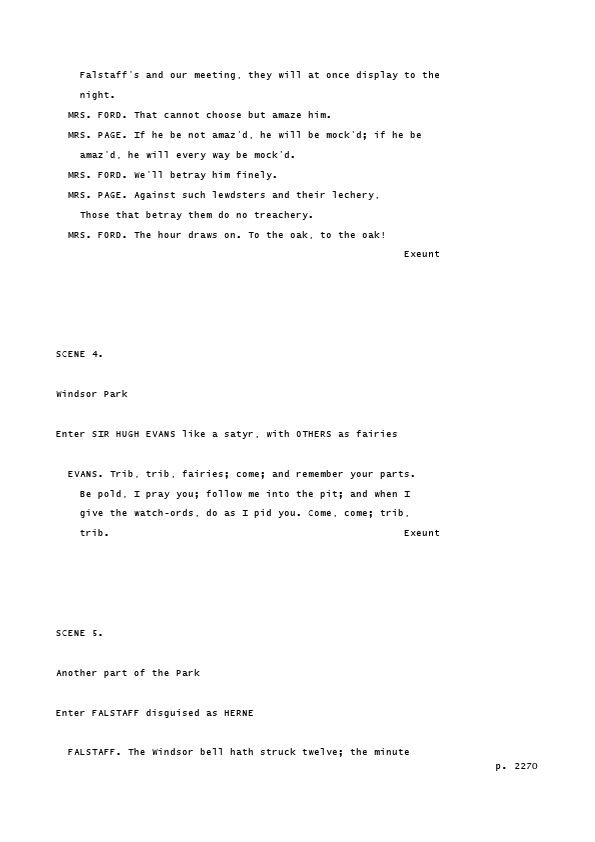 Falstaff's and our meeting, they will at once display to the
night.
MRS. FORD. That cannot choose but amaze him.
MRS. PAGE. If he be not amaz'd, he will be mock'd; if he be
amaz'd, he will every way be mock'd.
MRS. FORD. We'll betray him finely.
MRS. PAGE. Against such lewdsters and their lechery,
Those that betray them do no treachery.
MRS. FORD. The hour draws on. To the oak, to the oak!
Exeunt
SCENE 4.
Windsor Park
Enter SIR HUGH EVANS like a satyr, with OTHERS as fairies
EVANS. Trib, trib, fairies; come; and remember your parts.
Be pold, I pray you; follow me into the pit; and when I
give the watch-ords, do as I pid you. Come, come; trib,
trib. Exeunt
SCENE 5.
Another part of the Park
Enter FALSTAFF disguised as HERNE
FALSTAFF. The Windsor bell hath struck twelve; the minute
p. 2270